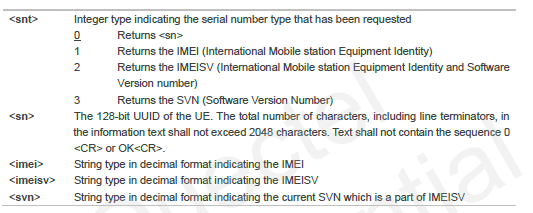 <snt> Integer type indicating the serial number type that has been requested
0 Returns <sn>
1 Returns the IMEI (International Mobile station Equipment Identity)
2 Returns the IMEISV (International Mobile station Equipment Identity and Software
Version number)
3 Returns the SVN (Software Version Number)
<sn> The 128-bit UUID of the UE. The total number of characters, including line terminators, in
the information text shall not exceed 2048 characters. Text shall not contain the sequence 0
<CR> or OK<CR>.
<imei> String type in decimal format indicating the IMEI
<imeisv> String type in decimal format indicating the IMEISV
<svn> String type in decimal format indicating the current SVN which is a part of IMEISV